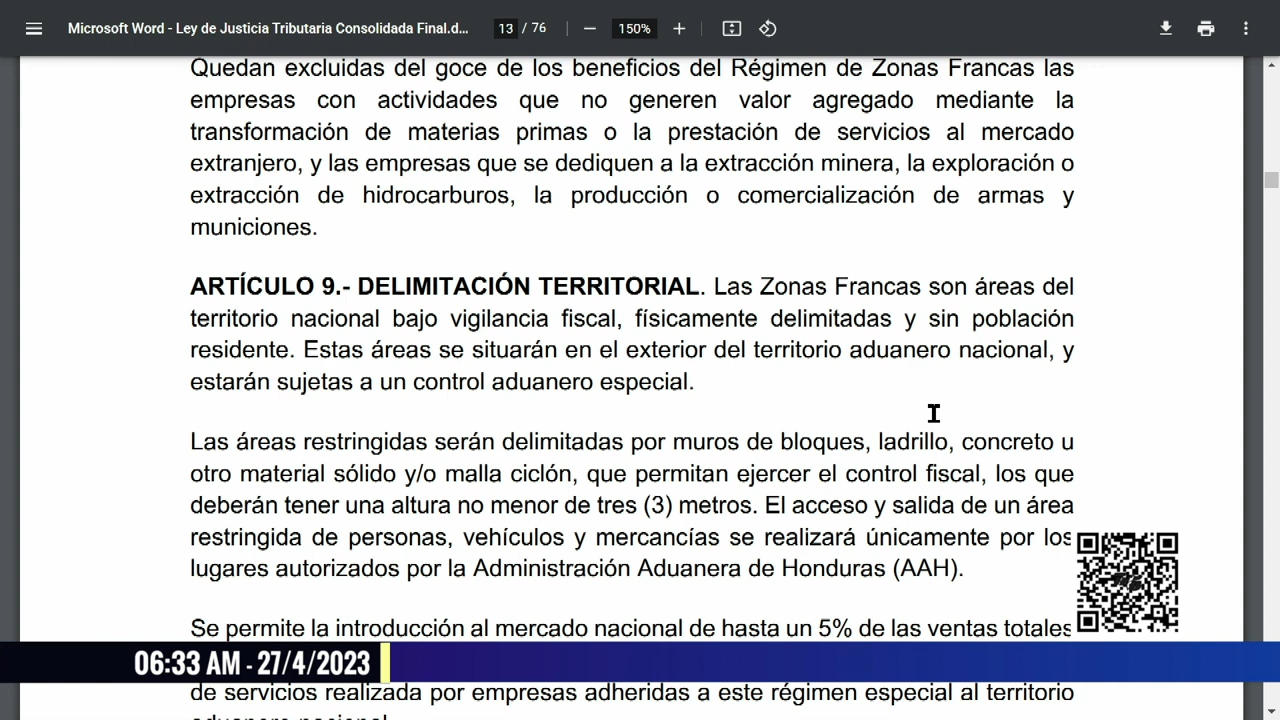 Microsoft Word - Ley de Justicia Tributaria Consolidada Final.d...
13 / 76
150%
Quedan excluidas del goce de los beneficios del Régimen de Zonas Francas las
empresas con actividades que no generen valor agregado mediante la
transformación de materias primas o la prestación de servicios al mercado
extranjero, y las empresas que se dediquen a la extracción minera, la exploración o
extracción de hidrocarburos, la producción o comercialización de armas y
municiones.
ARTÍCULO 9.- DELIMITACIÓN TERRITORIAL. Las Zonas Francas son áreas del
territorio nacional bajo vigilancia fiscal, físicamente delimitadas y sin población
residente. Estas áreas se situarán en el exterior del territorio aduanero nacional, y
estarán sujetas a un control aduanero especial.
Las áreas restringidas serán delimitadas por muros de bloques, ladrillo, concreto u
otro material sólido y/o malla ciclón, que permitan ejercer el control fiscal, los que
deberán tener una altura no menor de tres (3) metros. El acceso y salida de un área
restringida de personas, vehículos y mercancías se realizará únicamente por los
lugares autorizados por la Administración Aduanera de Honduras (AAH).
Se permite la introducción al mercado nacional de hasta un 5% de las ventas totales
06:33 AM - 27/4/2023
de servicios realizada por empresas adheridas a este régimen especial al territorio
aduanero nacional.